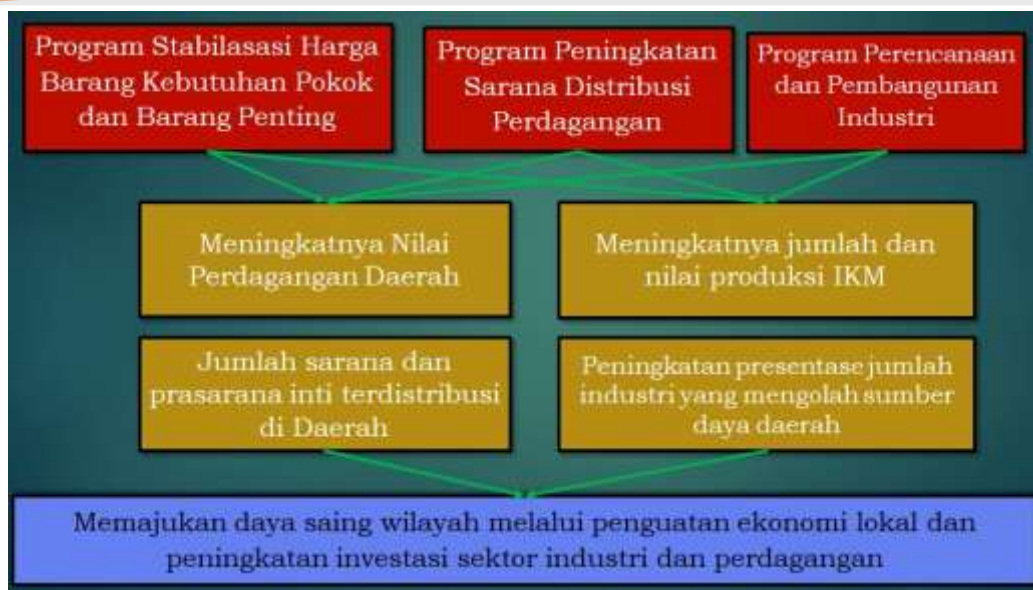 Program Stabilasasi Harga
Barang Kebutuhan Pokok
dan Barang Penting
Program Peningkatan
Sarana Distribusi
Perdagangan
Program Perencanaan
dan Pembangunan
Industri
Meningkatnya Nilai
Perdagangan Daerah
Meningkatnya jumlah dan
nilai produksi IKM
Jumlah sarana dan
prasarana inti terdistribusi
di Daerah
Peningkatan presentase jumlah
industri yang mengolah sumber
daya daerah
Memajukan daya saing wilayah melalui penguatan ekonomi lokal dan
peningkatan investasi sektor industri dan perdagangan